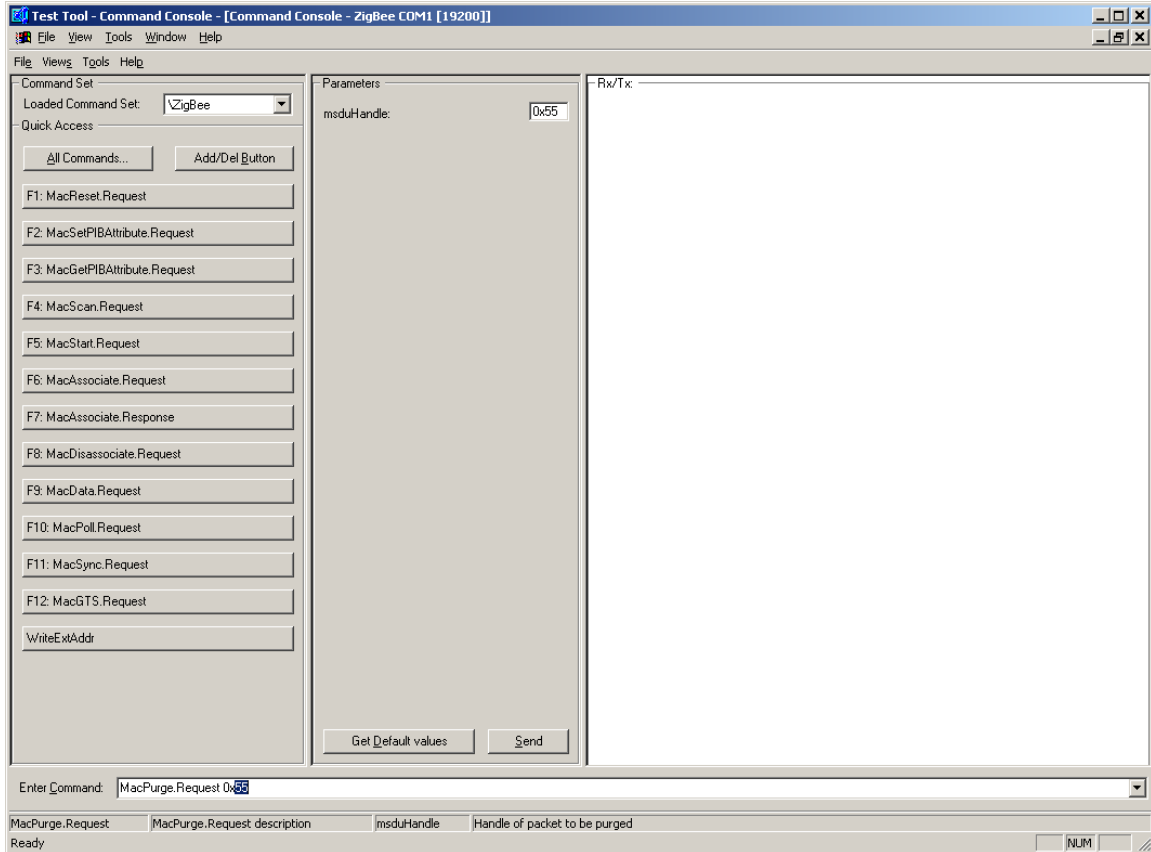 Test Tool - Command Console - [Command Console - ZigBee COM1 [19200]]
File View Tools Window Help
File Views Tools Help
Command Set
Loaded Command Set: \ZigBee
Quick Access
All Commands... Add/Del Button
F1: MacReset.Request
F2: MacSetPIBAttribute.Request
F3: MacGetPIBAttribute.Request
F4: MacScan.Request
F5: MacStart.Request
F6: MacAssociate.Request
F7: MacAssociate.Response
F8: MacDisassociate.Request
F9: MacData.Request
F10: MacPoll.Request
F11: MacSync.Request
F12: MacGTS.Request
WriteExtAddr
Parameters
msduHandle: 0x55
Get Default values Send
Rx/Tx:
Enter Command: MacPurge.Request 0x55
MacPurge.Request MacPurge.Request description msduHandle Handle of packet to be purged
Ready NUM